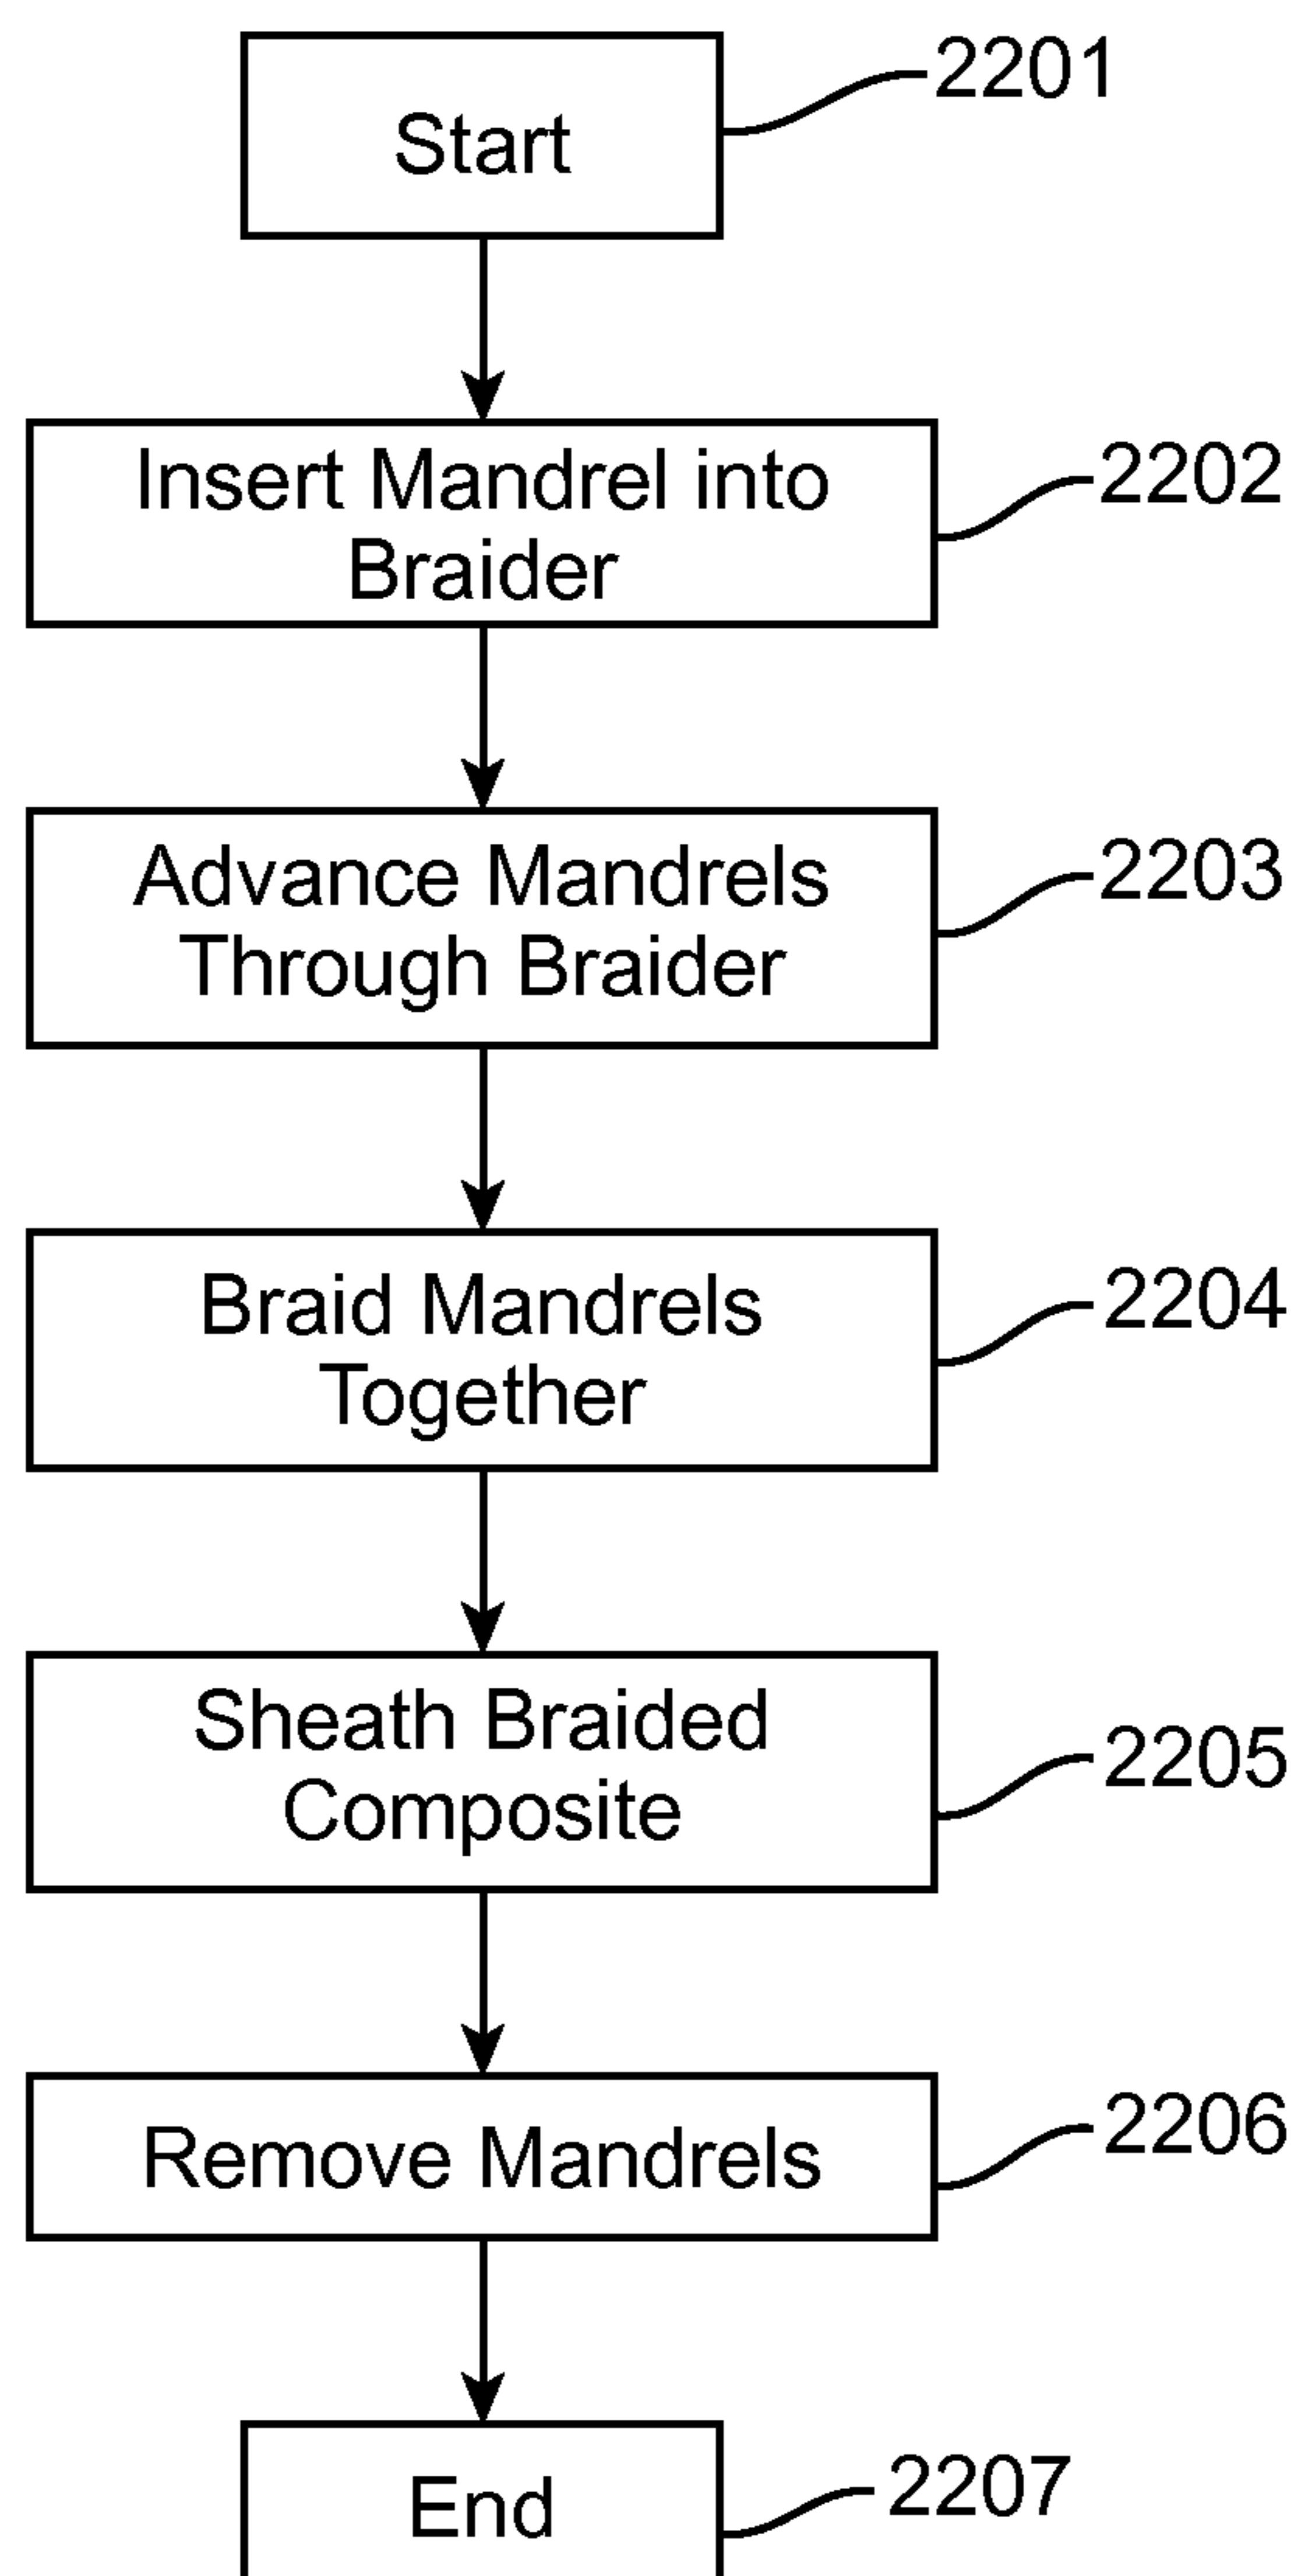 Start
2201
Insert Mandrel into
Braider
2202
Advance Mandrels
Through Braider
2203
Braid Mandrels
Together
2204
Sheath Braided
Composite
2205
Remove Mandrels
2206
End
2207